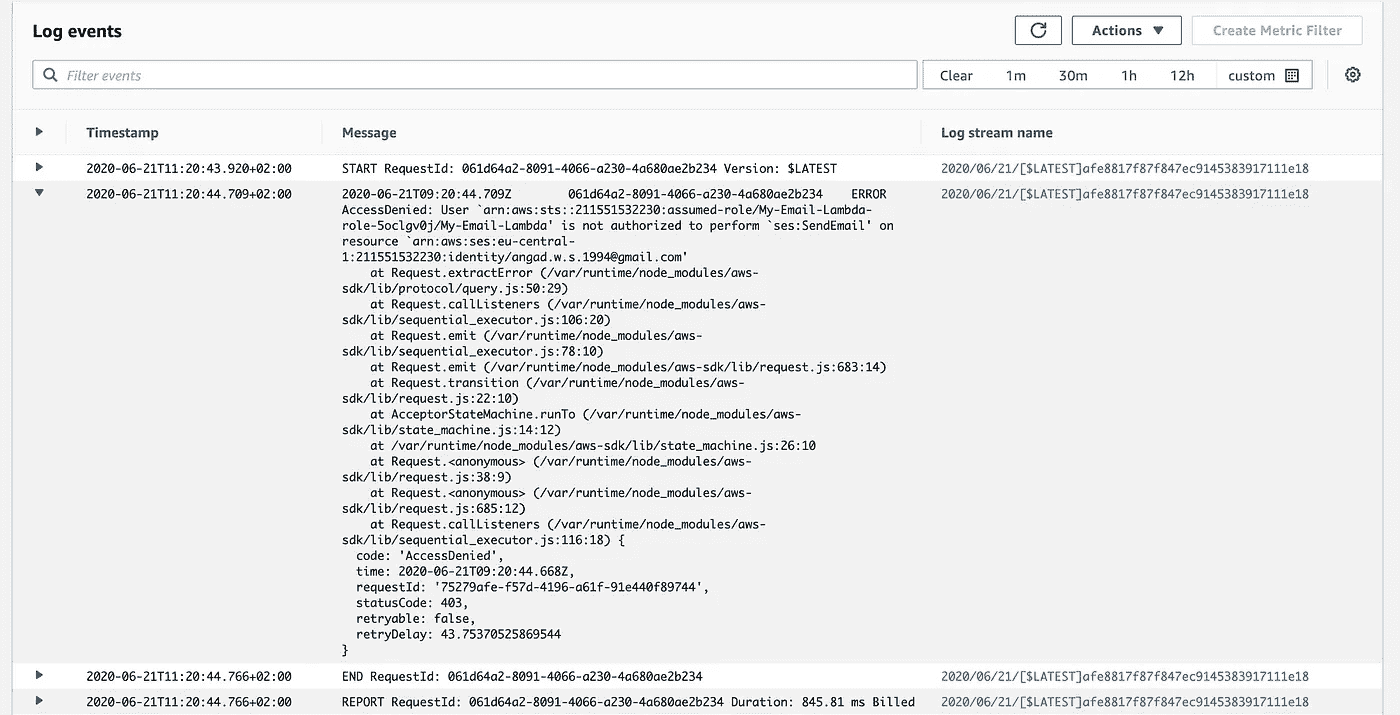 Log events
Actions
Create Metric Filter
Filter events
Clear 1m 30m 1h 12h custom
Timestamp Message Log stream name
2020-06-21T11:20:43.920+02:00 START RequestId: 061d64a2-8091-4066-a230-4a680ae2b234 Version: $LATEST 2020/06/21/[$LATEST]afe8817f87f847ec9145383917111e18
2020-06-21T11:20:44.709+02:00 2020-06-21T09:20:44.709Z 061d64a2-8091-4066-a230-4a680ae2b234 ERROR 2020/06/21/[$LATEST]afe8817f87f847ec9145383917111e18
AccessDenied: User `arn:aws:sts::211551532230:assumed-role/My-Email-Lambda-
role-5oclgv0j/My-Email-Lambda' is not authorized to perform `ses:SendEmail' on
resource `arn:aws:ses:eu-central-
1:211551532230:identity/angad.w.s.1994@gmail.com'
at Request.extractError (/var/runtime/node_modules/aws-
sdk/lib/protocol/query.js:50:29)
at Request.callListeners (/var/runtime/node_modules/aws-
sdk/lib/sequential_executor.js:106:20)
at Request.emit (/var/runtime/node_modules/aws-
sdk/lib/sequential_executor.js:78:10)
at Request.emit (/var/runtime/node_modules/aws-sdk/lib/request.js:683:14)
at Request.transition (/var/runtime/node_modules/aws-
sdk/lib/request.js:22:10)
at AcceptorStateMachine.runTo (/var/runtime/node_modules/aws-
sdk/lib/state_machine.js:14:12)
at /var/runtime/node_modules/aws-sdk/lib/state_machine.js:26:10
at Request.<anonymous> (/var/runtime/node_modules/aws-
sdk/lib/request.js:38:9)
at Request.<anonymous> (/var/runtime/node_modules/aws-
sdk/lib/request.js:685:12)
at Request.callListeners (/var/runtime/node_modules/aws-
sdk/lib/sequential_executor.js:116:18) {
code: 'AccessDenied',
time: 2020-06-21T09:20:44.668Z,
requestId: '75279afe-f57d-4196-a61f-91e440f89744',
statusCode: 403,
retryable: false,
retryDelay: 43.75370525869544
}
2020-06-21T11:20:44.766+02:00 END RequestId: 061d64a2-8091-4066-a230-4a680ae2b234 2020/06/21/[$LATEST]afe8817f87f847ec9145383917111e18
2020-06-21T11:20:44.766+02:00 REPORT RequestId: 061d64a2-8091-4066-a230-4a680ae2b234 Duration: 845.81 ms Billed 2020/06/21/[$LATEST]afe8817f87f847ec9145383917111e18